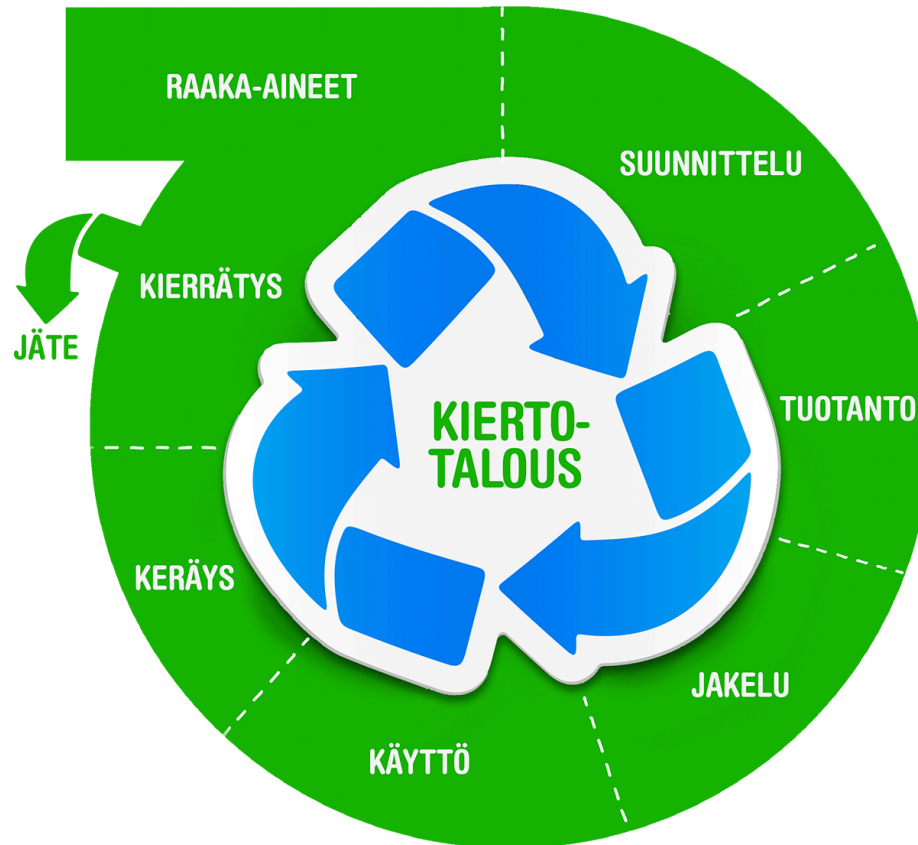 RAAKA-AINEET
SUUNNITTELU
TUOTANTO
JAKELU
KÄYTTÖ
KERÄYS
KIERRÄTYS
JÄTE
KIERTO-
TALOUS